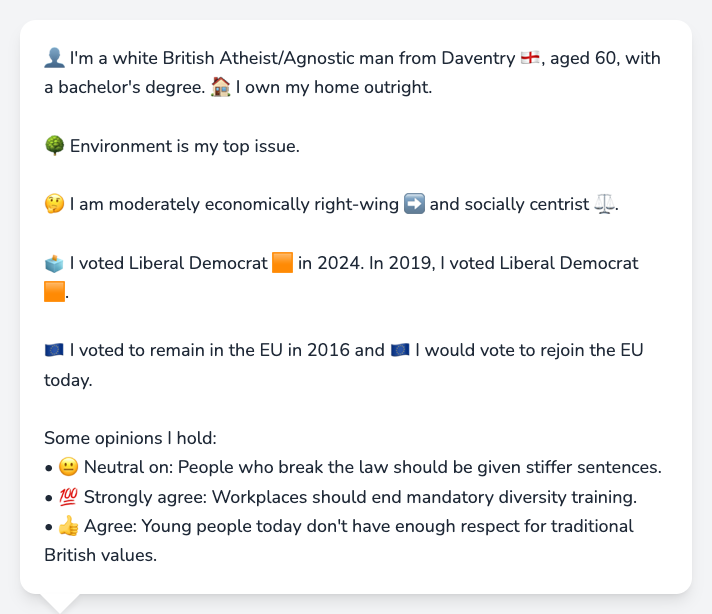 👤 I'm a white British Atheist/Agnostic man from Daventry 🏴󠁧󠁢󠁥󠁮󠁧󠁿, aged 60, with
a bachelor's degree. 🏠 I own my home outright.
🌳 Environment is my top issue.
🤔 I am moderately economically right-wing ➡️ and socially centrist ⚖️.
🗳️ I voted Liberal Democrat 🟧 in 2024. In 2019, I voted Liberal Democrat
🟧.
🇪🇺 I voted to remain in the EU in 2016 and 🇪🇺 I would vote to rejoin the EU
today.
Some opinions I hold:
• 😐 Neutral on: People who break the law should be given stiffer sentences.
• 💯 Strongly agree: Workplaces should end mandatory diversity training.
• 👍 Agree: Young people today don't have enough respect for traditional
British values.